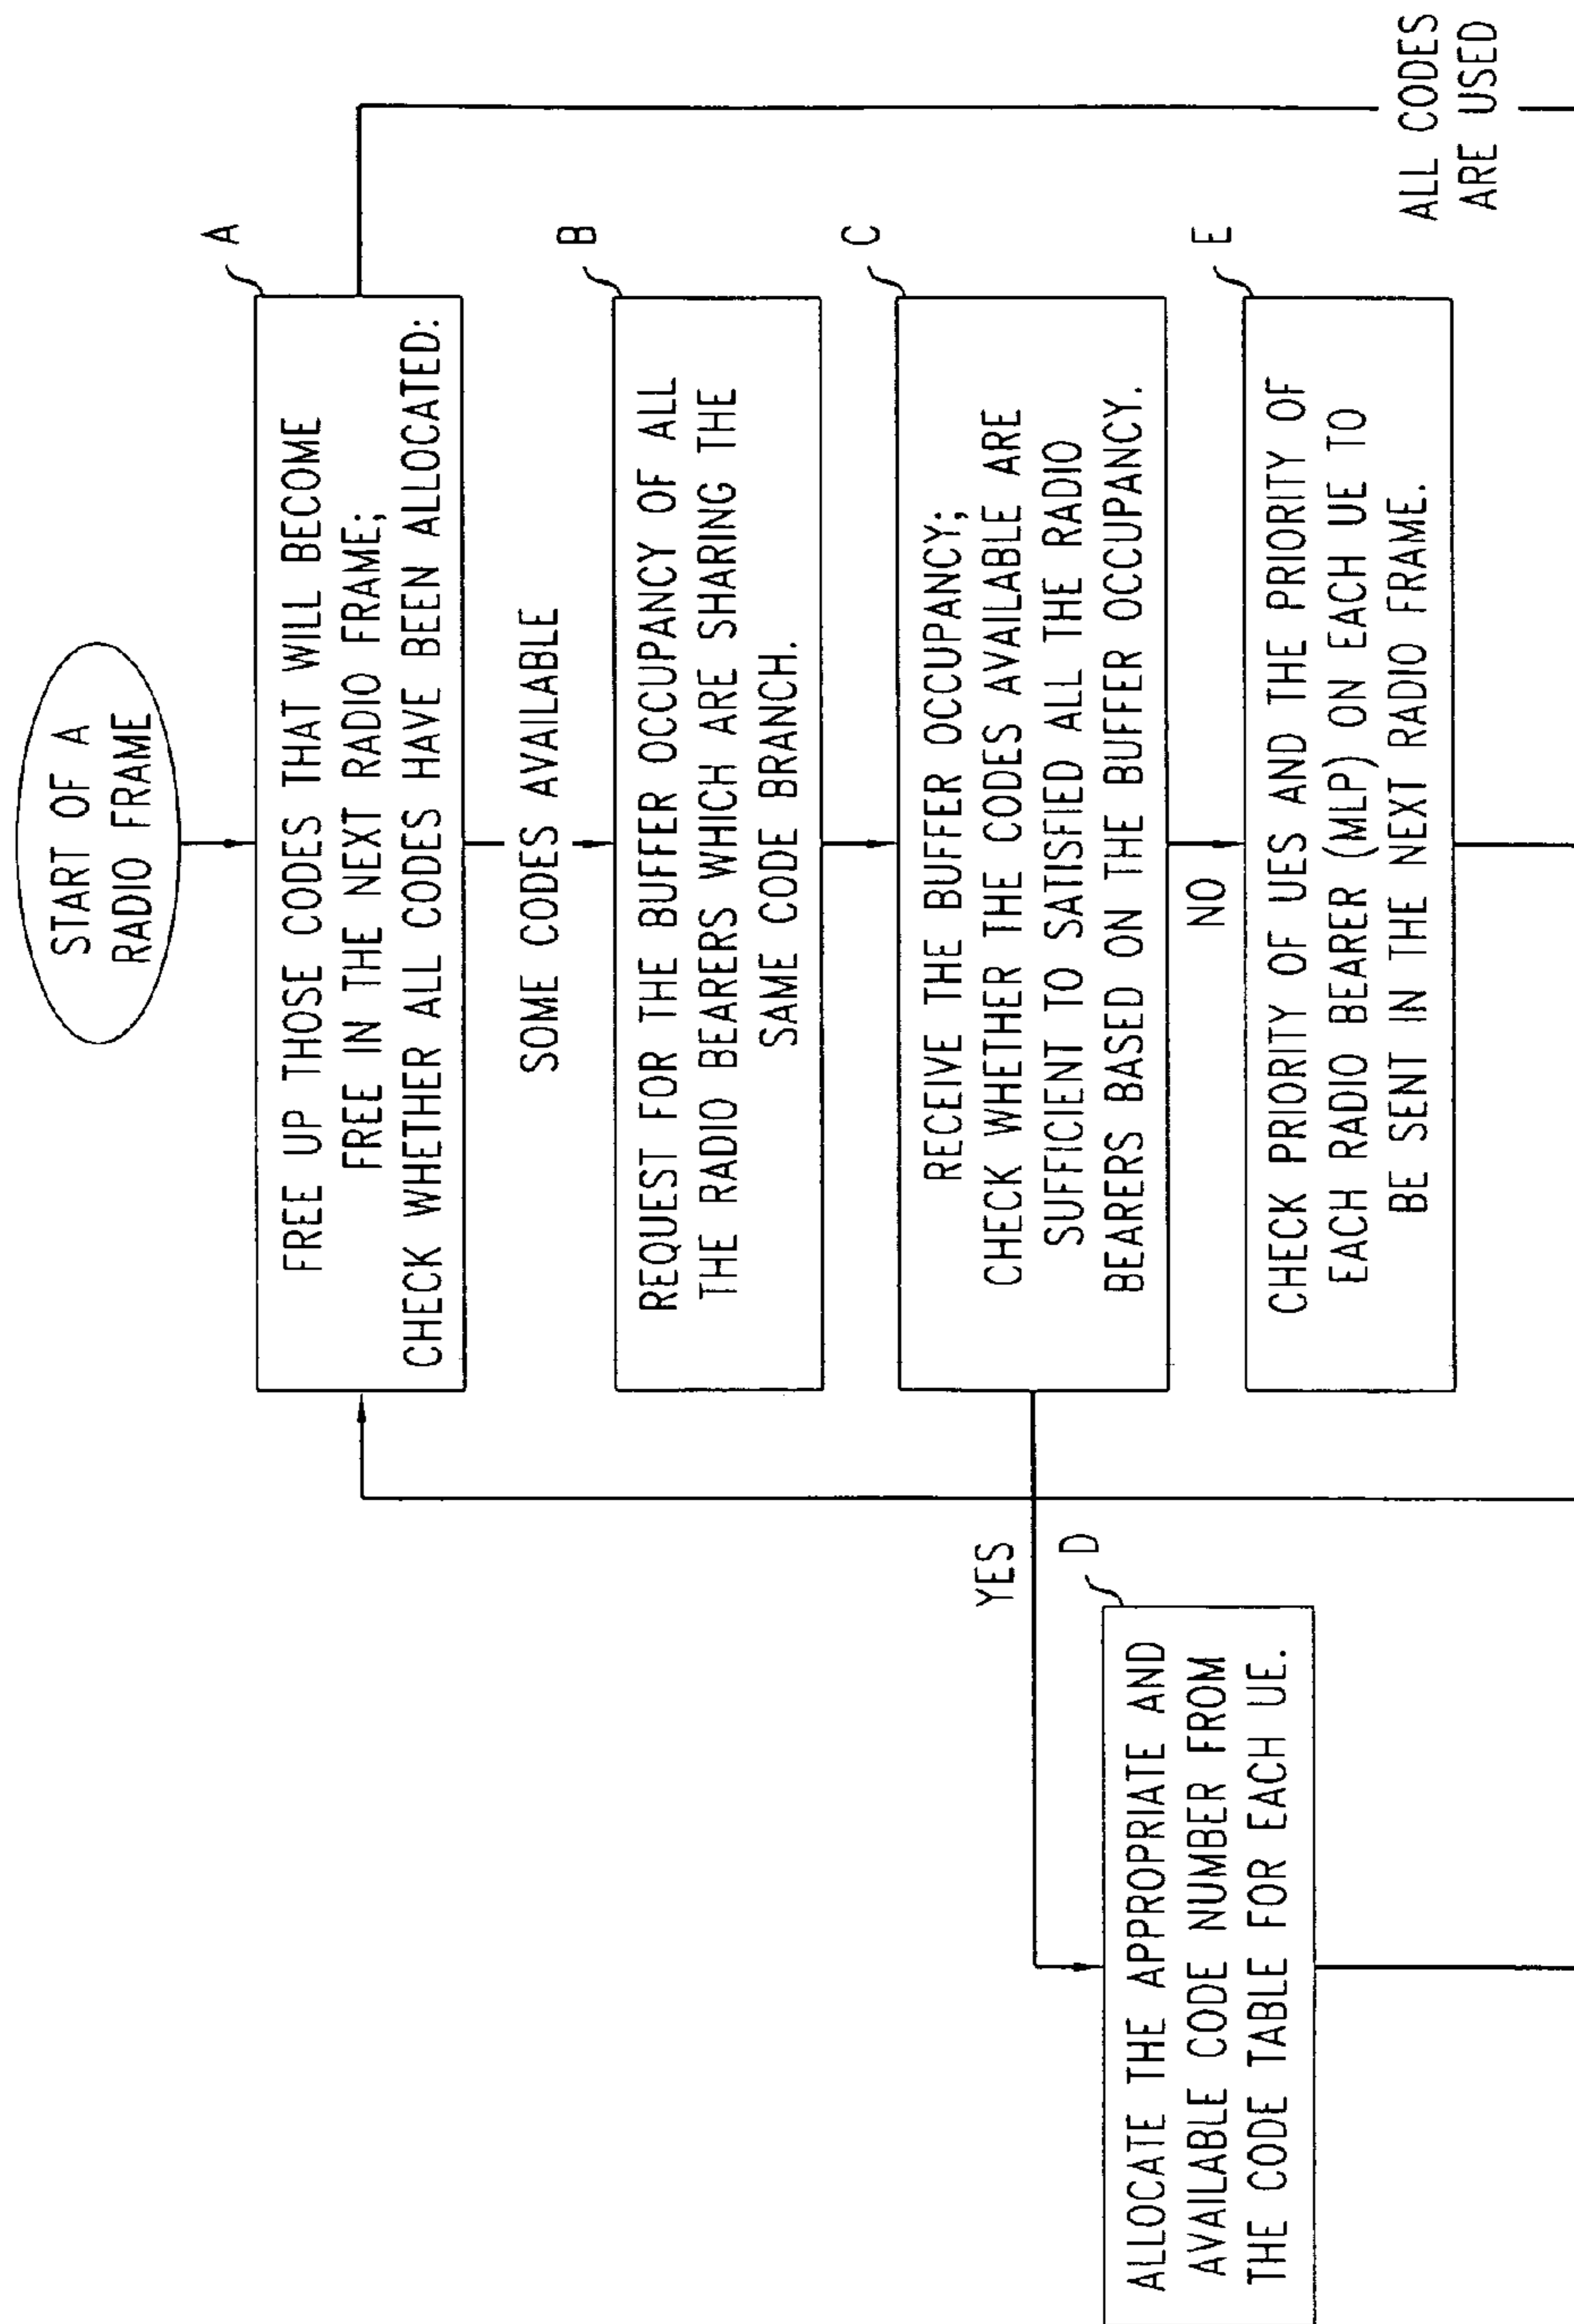 START OF A
RADIO FRAME
A
FREE UP THOSE CODES THAT WILL BECOME
FREE IN THE NEXT RADIO FRAME;
CHECK WHETHER ALL CODES HAVE BEEN ALLOCATED:
SOME CODES AVAILABLE
B
REQUEST FOR THE BUFFER OCCUPANCY OF ALL
THE RADIO BEARERS WHICH ARE SHARING THE
SAME CODE BRANCH.
C
RECEIVE THE BUFFER OCCUPANCY;
CHECK WHETHER THE CODES AVAILABLE ARE
SUFFICIENT TO SATISFIED ALL THE RADIO
BEARERS BASED ON THE BUFFER OCCUPANCY.
YES
NO
D
ALLOCATE THE APPROPRIATE AND
AVAILABLE CODE NUMBER FROM
THE CODE TABLE FOR EACH UE.
E
CHECK PRIORITY OF UES AND THE PRIORITY OF
EACH RADIO BEARER (MLP) ON EACH UE TO
BE SENT IN THE NEXT RADIO FRAME.
ALL CODES
ARE USED